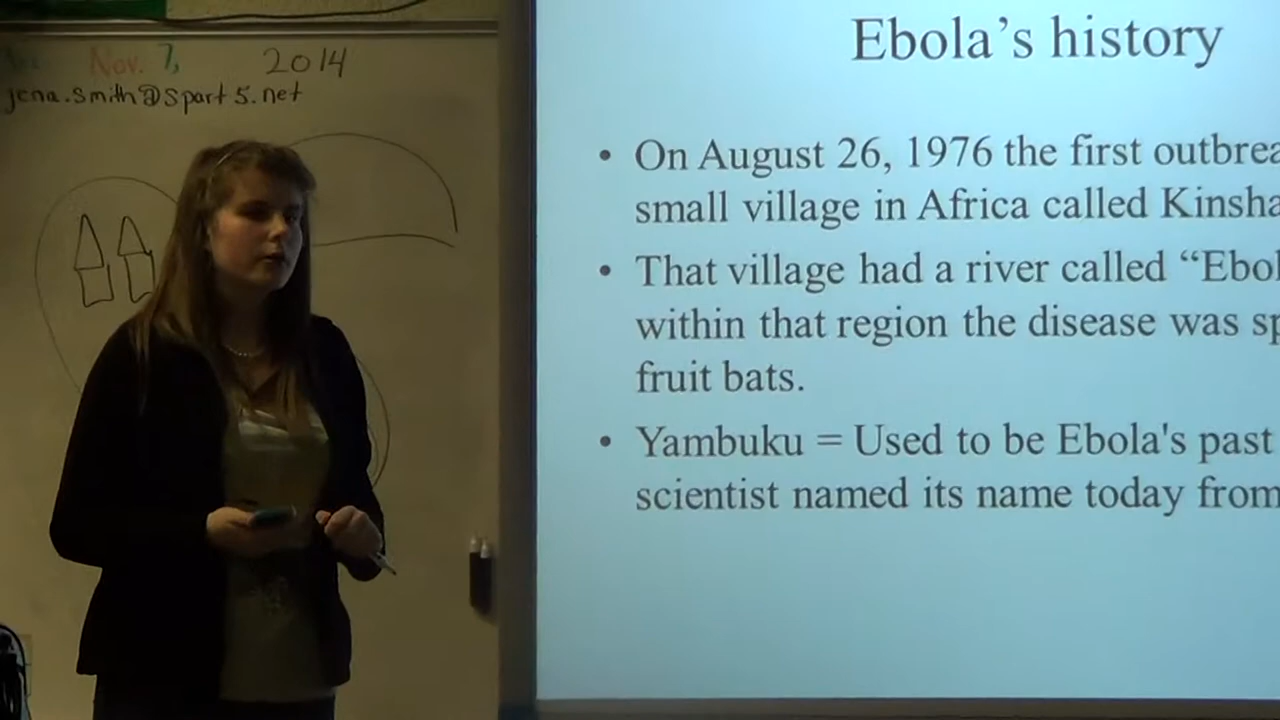 Nov. 7, 2014
jena.smith@spart5.net
Ebola's history
• On August 26, 1976 the first outbrea
small village in Africa called Kinsha
• That village had a river called “Ebol
within that region the disease was sp
fruit bats.
• Yambuku = Used to be Ebola's past
scientist named its name today from